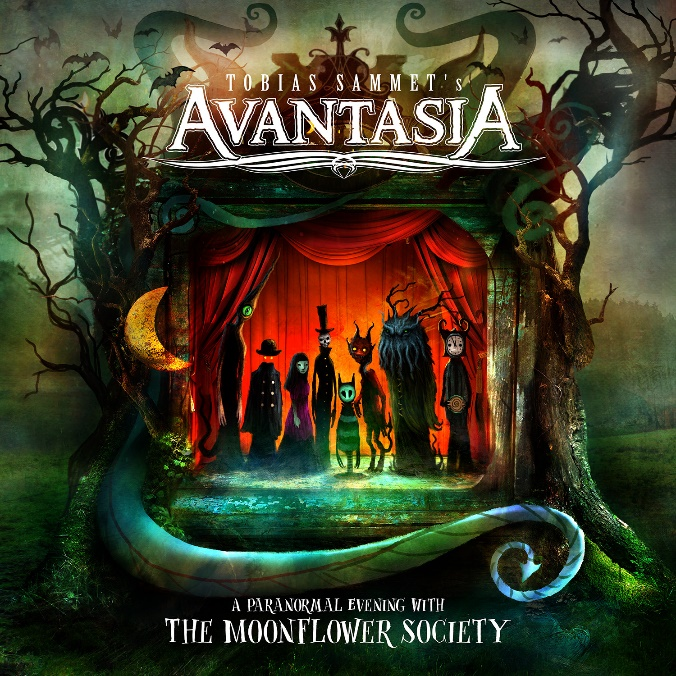 TOBIAS SAMMET's
AVANTASIA
A PARANORMAL EVENING WITH
THE MOONFLOWER SOCIETY